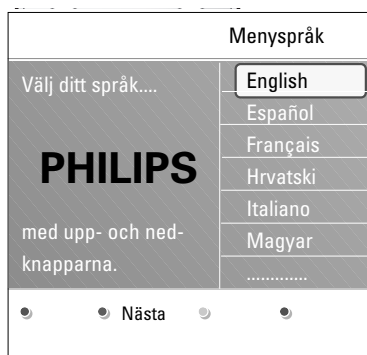 Menyspråk
Välj ditt språk....
PHILIPS
med upp- och ned-
knapparna.
English
Español
Français
Hrvatski
Italiano
Magyar
.............
Nästa